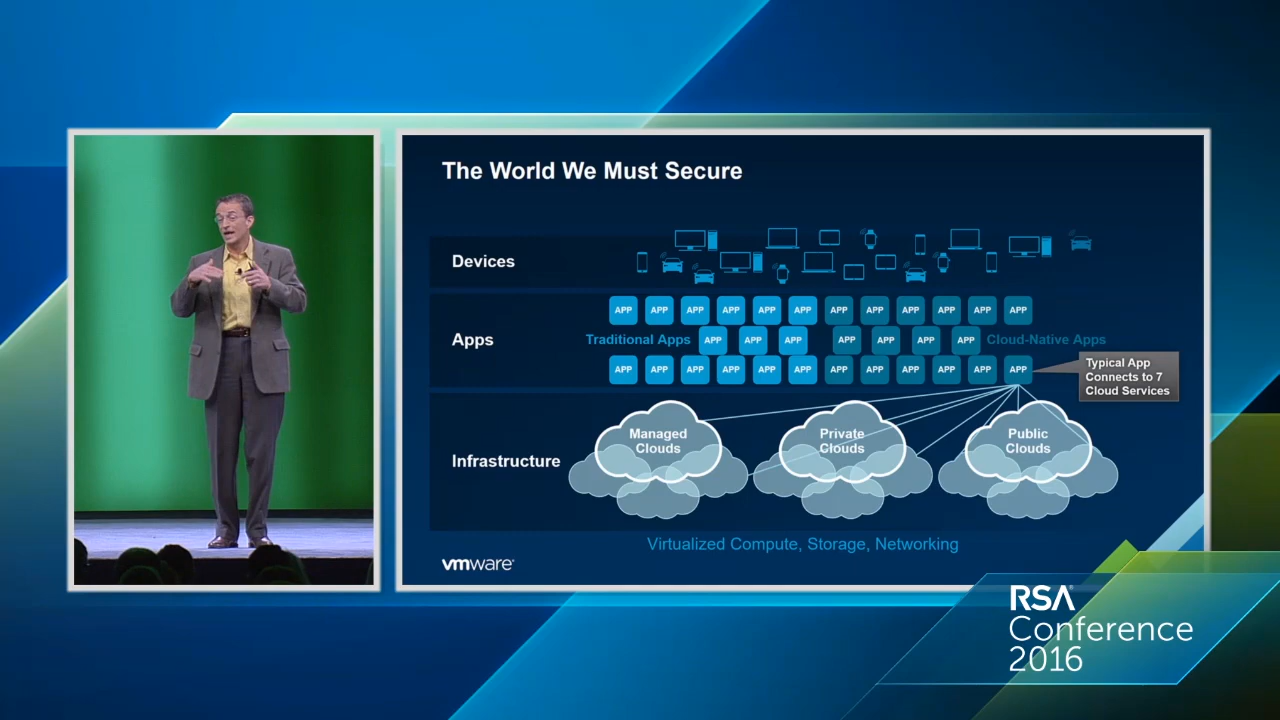 The World We Must Secure
Devices
APP APP APP APP APP APP APP APP APP APP APP APP
Apps
Traditional Apps
APP APP APP APP APP APP APP
Cloud-Native Apps
APP APP APP APP APP APP APP APP APP APP APP APP
Typical App
Connects to 7
Cloud Services
Infrastructure
Managed
Clouds
Private
Clouds
Public
Clouds
Virtualized Compute, Storage, Networking
vmware
RSA
Conference
2016